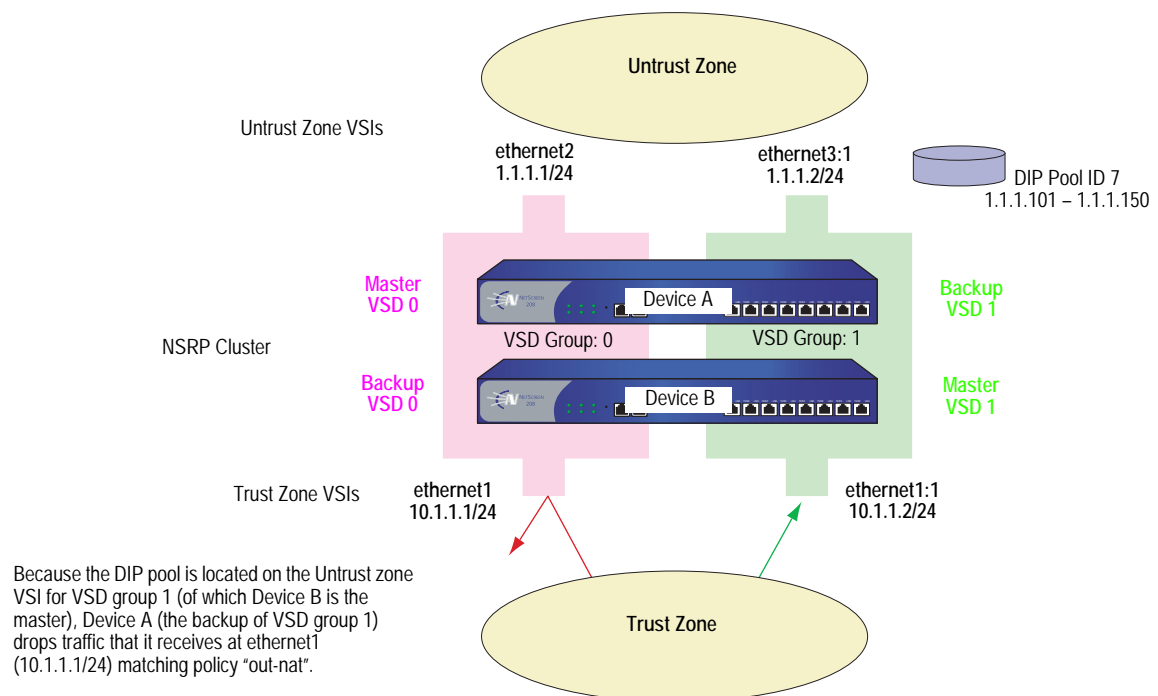 Untrust Zone
Untrust Zone VSIs
ethernet2
1.1.1.1/24
ethernet3:1
1.1.1.2/24
DIP Pool ID 7
1.1.1.101 – 1.1.1.150
Master
VSD 0
Device A
Backup
VSD 1
NSRP Cluster
VSD Group: 0
VSD Group: 1
Backup
VSD 0
Device B
Master
VSD 1
Trust Zone VSIs
ethernet1
10.1.1.1/24
ethernet1:1
10.1.1.2/24
Because the DIP pool is located on the Untrust zone
VSI for VSD group 1 (of which Device B is the
master), Device A (the backup of VSD group 1)
drops traffic that it receives at ethernet1
(10.1.1.1/24) matching policy “out-nat”.
Trust Zone